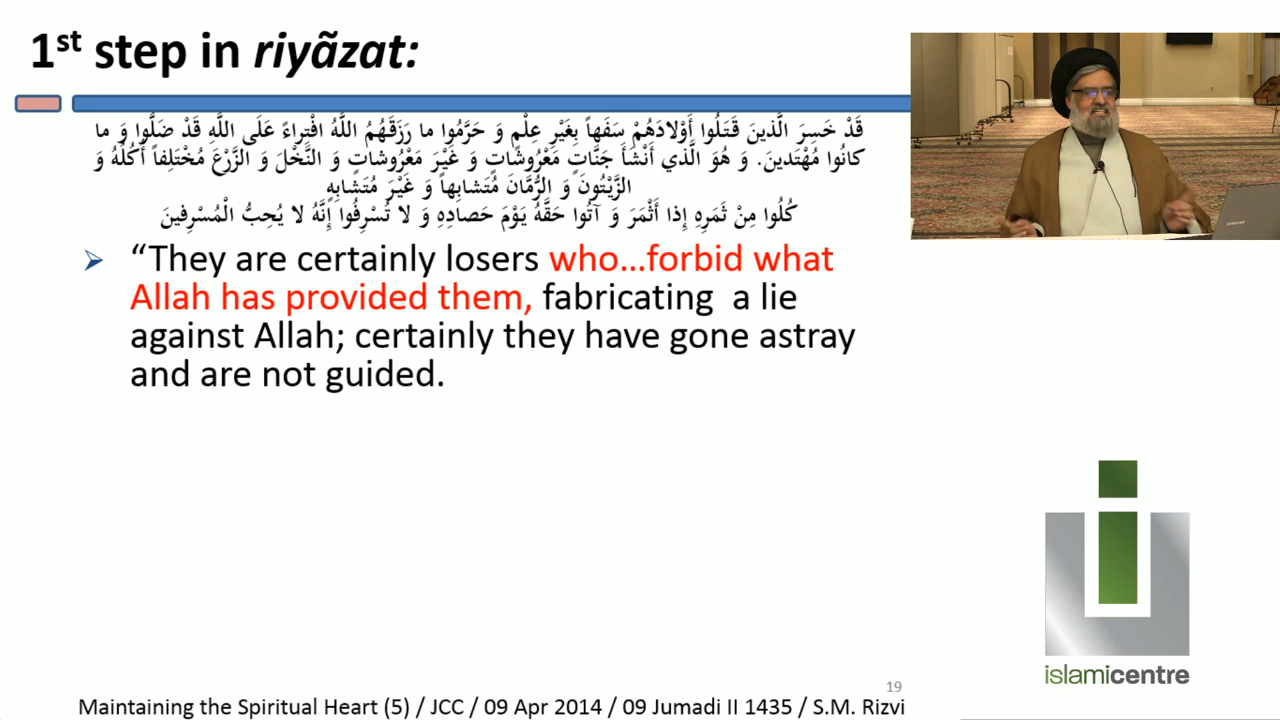 1st step in riyãzat:
قَدْ خَسِرَ الَّذينَ قَتَلُوا أَوْلادَهُمْ سَفَهاً بِغَيْرِ عِلْمٍ وَ حَرَّمُوا ما رَزَقَهُمُ اللَّهُ افْتِراءً عَلَى اللَّهِ قَدْ ضَلُّوا وَ ما
كانُوا مُهْتَدينَ. وَ هُوَ الَّذي أَنْشَأَ جَنَّاتٍ مَعْرُوشاتٍ وَ غَيْرَ مَعْرُوشاتٍ وَ النَّخْلَ وَ الزَّرْعَ مُخْتَلِفاً أُكُلُهُ وَ
الزَّيْتُونَ وَ الرُّمَّانَ مُتَشابِهاً وَ غَيْرَ مُتَشابِهٍ
كُلُوا مِنْ ثَمَرِهِ إِذا أَثْمَرَ وَ آتُوا حَقَّهُ يَوْمَ حَصادِهِ وَ لا تُسْرِفُوا إِنَّهُ لا يُحِبُّ الْمُسْرِفينَ
“They are certainly losers who…forbid what
Allah has provided them, fabricating a lie
against Allah; certainly they have gone astray
and are not guided.
islamicentre
19
Maintaining the Spiritual Heart (5) / JCC / 09 Apr 2014 / 09 Jumadi II 1435 / S.M. Rizvi